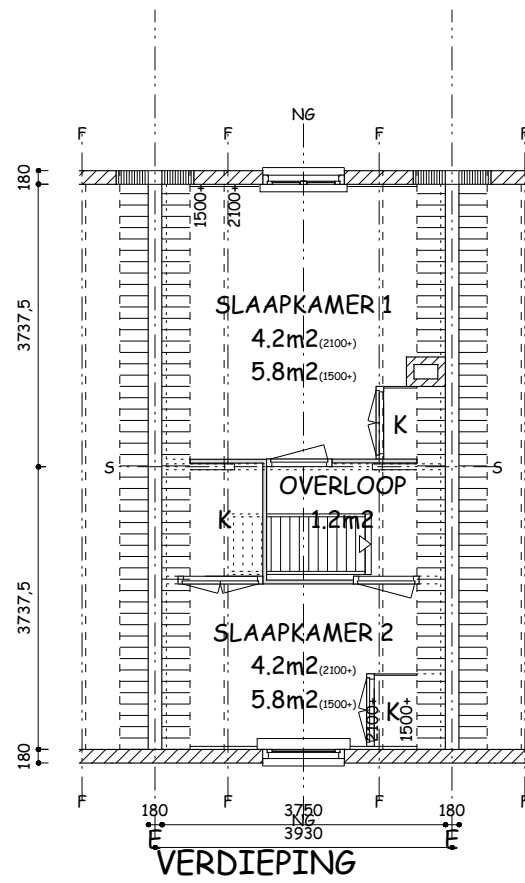 NG
F F F F
180
1500+ 2100+
3737,5
SLAAPKAMER 1
4.2m2(2100+)
5.8m2(1500+)
K
S S
OVERLOOP
K 1.2m2
3737,5
SLAAPKAMER 2
4.2m2(2100+)
5.8m2(1500+)
K
2100+ 1500+
180
F F F F
180 3750 180
NG
3930
F F
VERDIEPING